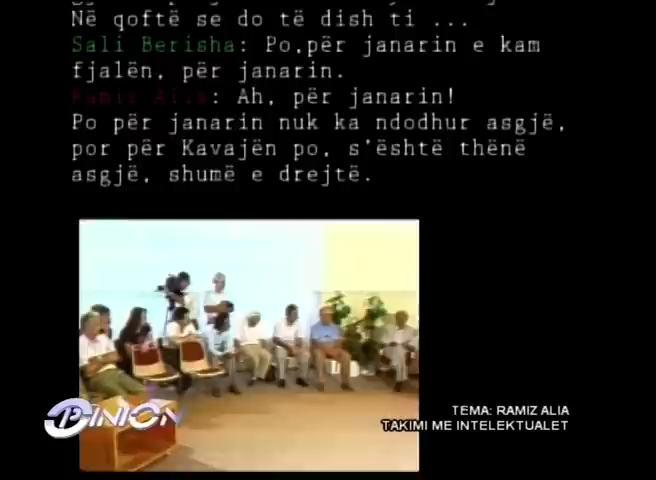 Në qoftë se do të dish ti ...
Sali Berisha: Po,për janarin e kam
fjalën, për janarin.
Ramiz Alia: Ah, për janarin!
Po për janarin nuk ka ndodhur asgjë,
por për Kavajën po, s'është thënë
asgjë, shumë e drejtë.
OPINION
TEMA: RAMIZ ALIA
TAKIMI ME INTELEKTUALET